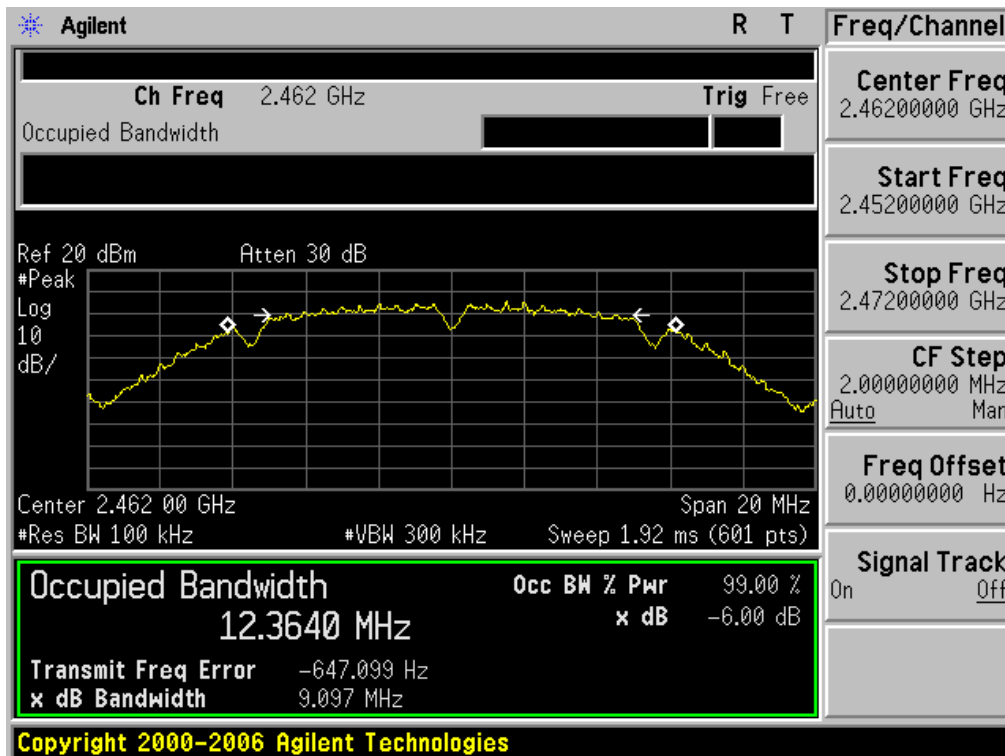 Agilent R T
Ch Freq 2.462 GHz Trig Free
Occupied Bandwidth
Ref 20 dBm Atten 30 dB
#Peak
Log
10
dB/
Center 2.462 00 GHz Span 20 MHz
#Res BW 100 kHz #VBW 300 kHz Sweep 1.92 ms (601 pts)
Occupied Bandwidth
12.3640 MHz
Occ BW % Pwr 99.00 %
x dB -6.00 dB
Transmit Freq Error -647.099 Hz
x dB Bandwidth 9.097 MHz
Copyright 2000-2006 Agilent Technologies
Freq/Channel
Center Freq
2.46200000 GHz
Start Freq
2.45200000 GHz
Stop Freq
2.47200000 GHz
CF Step
2.00000000 MHz
Auto Man
Freq Offset
0.00000000 Hz
Signal Track
On Off